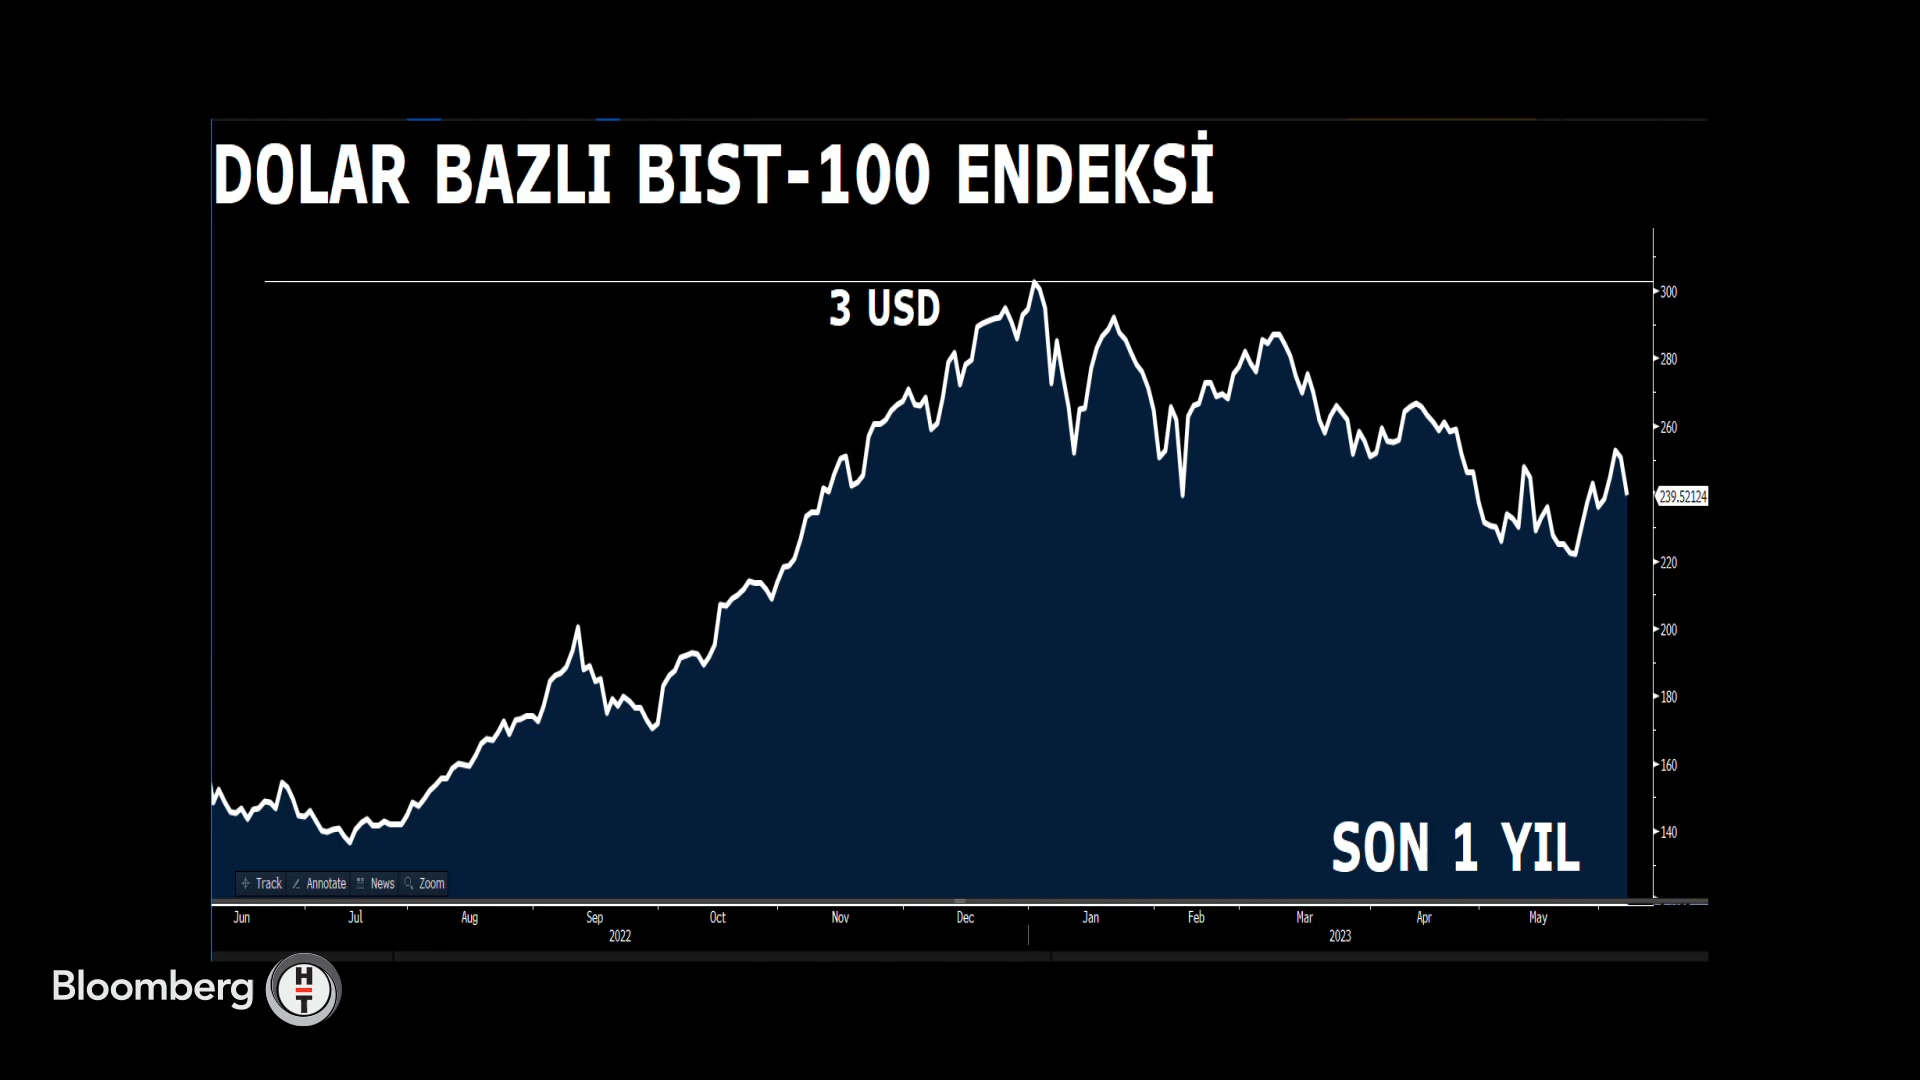 DOLAR BAZLI BIST-100 ENDEKSİ
3 USD
300
280
260
239.52124
220
200
180
160
140
SON 1 YIL
Track Annotate News Zoom
Jun Jul Aug Sep Oct Nov Dec Jan Feb Mar Apr May
2022 2023
Bloomberg HT